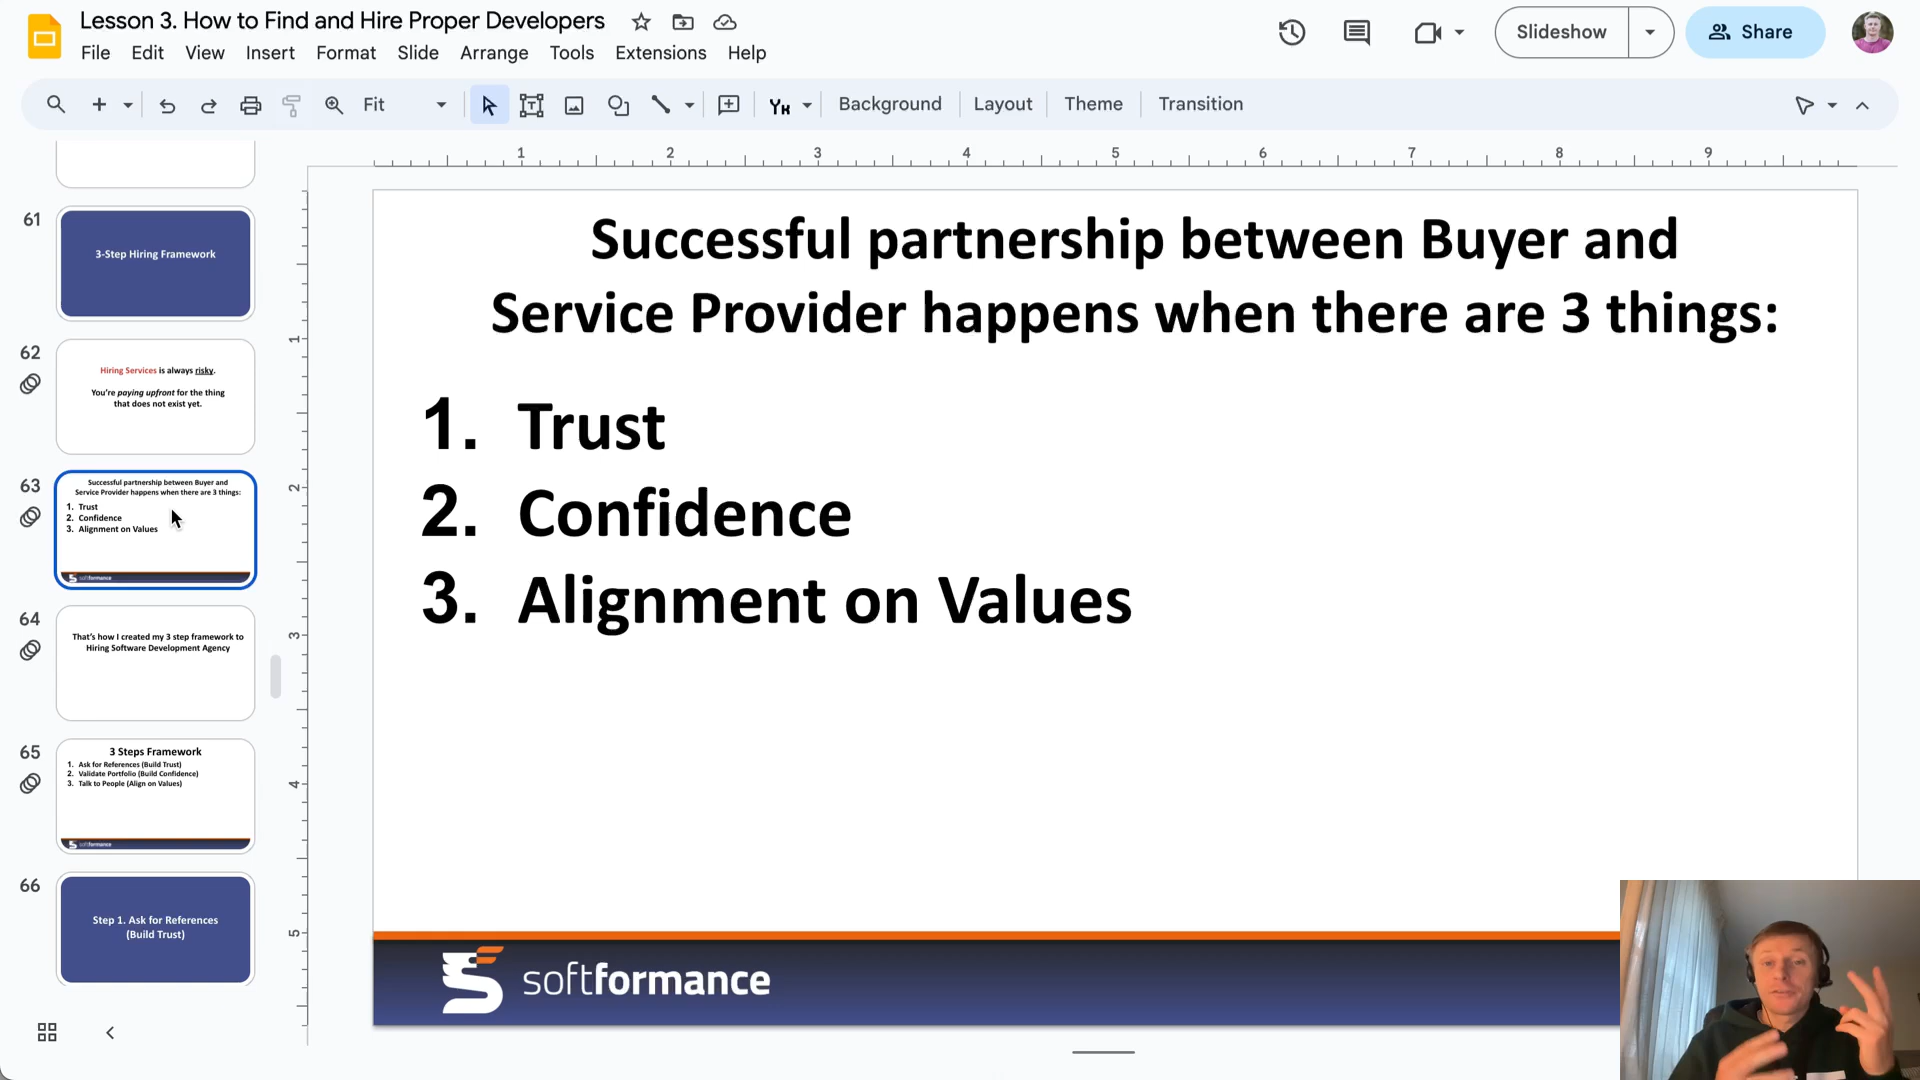 Lesson 3. How to Find and Hire Proper Developers
File Edit View Insert Format Slide Arrange Tools Extensions Help
Slideshow
Share
Fit
Background Layout Theme Transition
1 2 3 4 5 6 7 8 9
1
2
3
4
5
61
3-Step Hiring Framework
62
Hiring Services is always risky.
You're paying upfront for the thing
that does not exist yet.
63
Successful partnership between Buyer and
Service Provider happens when there are 3 things:
1. Trust
2. Confidence
3. Alignment on Values
softformance
64
That's how I created my 3 step framework to
Hiring Software Development Agency
65
3 Steps Framework
1. Ask for References (Build Trust)
2. Validate Portfolio (Build Confidence)
3. Talk to People (Align on Values)
softformance
66
Step 1. Ask for References
(Build Trust)
Successful partnership between Buyer and
Service Provider happens when there are 3 things:
1. Trust
2. Confidence
3. Alignment on Values
softformance